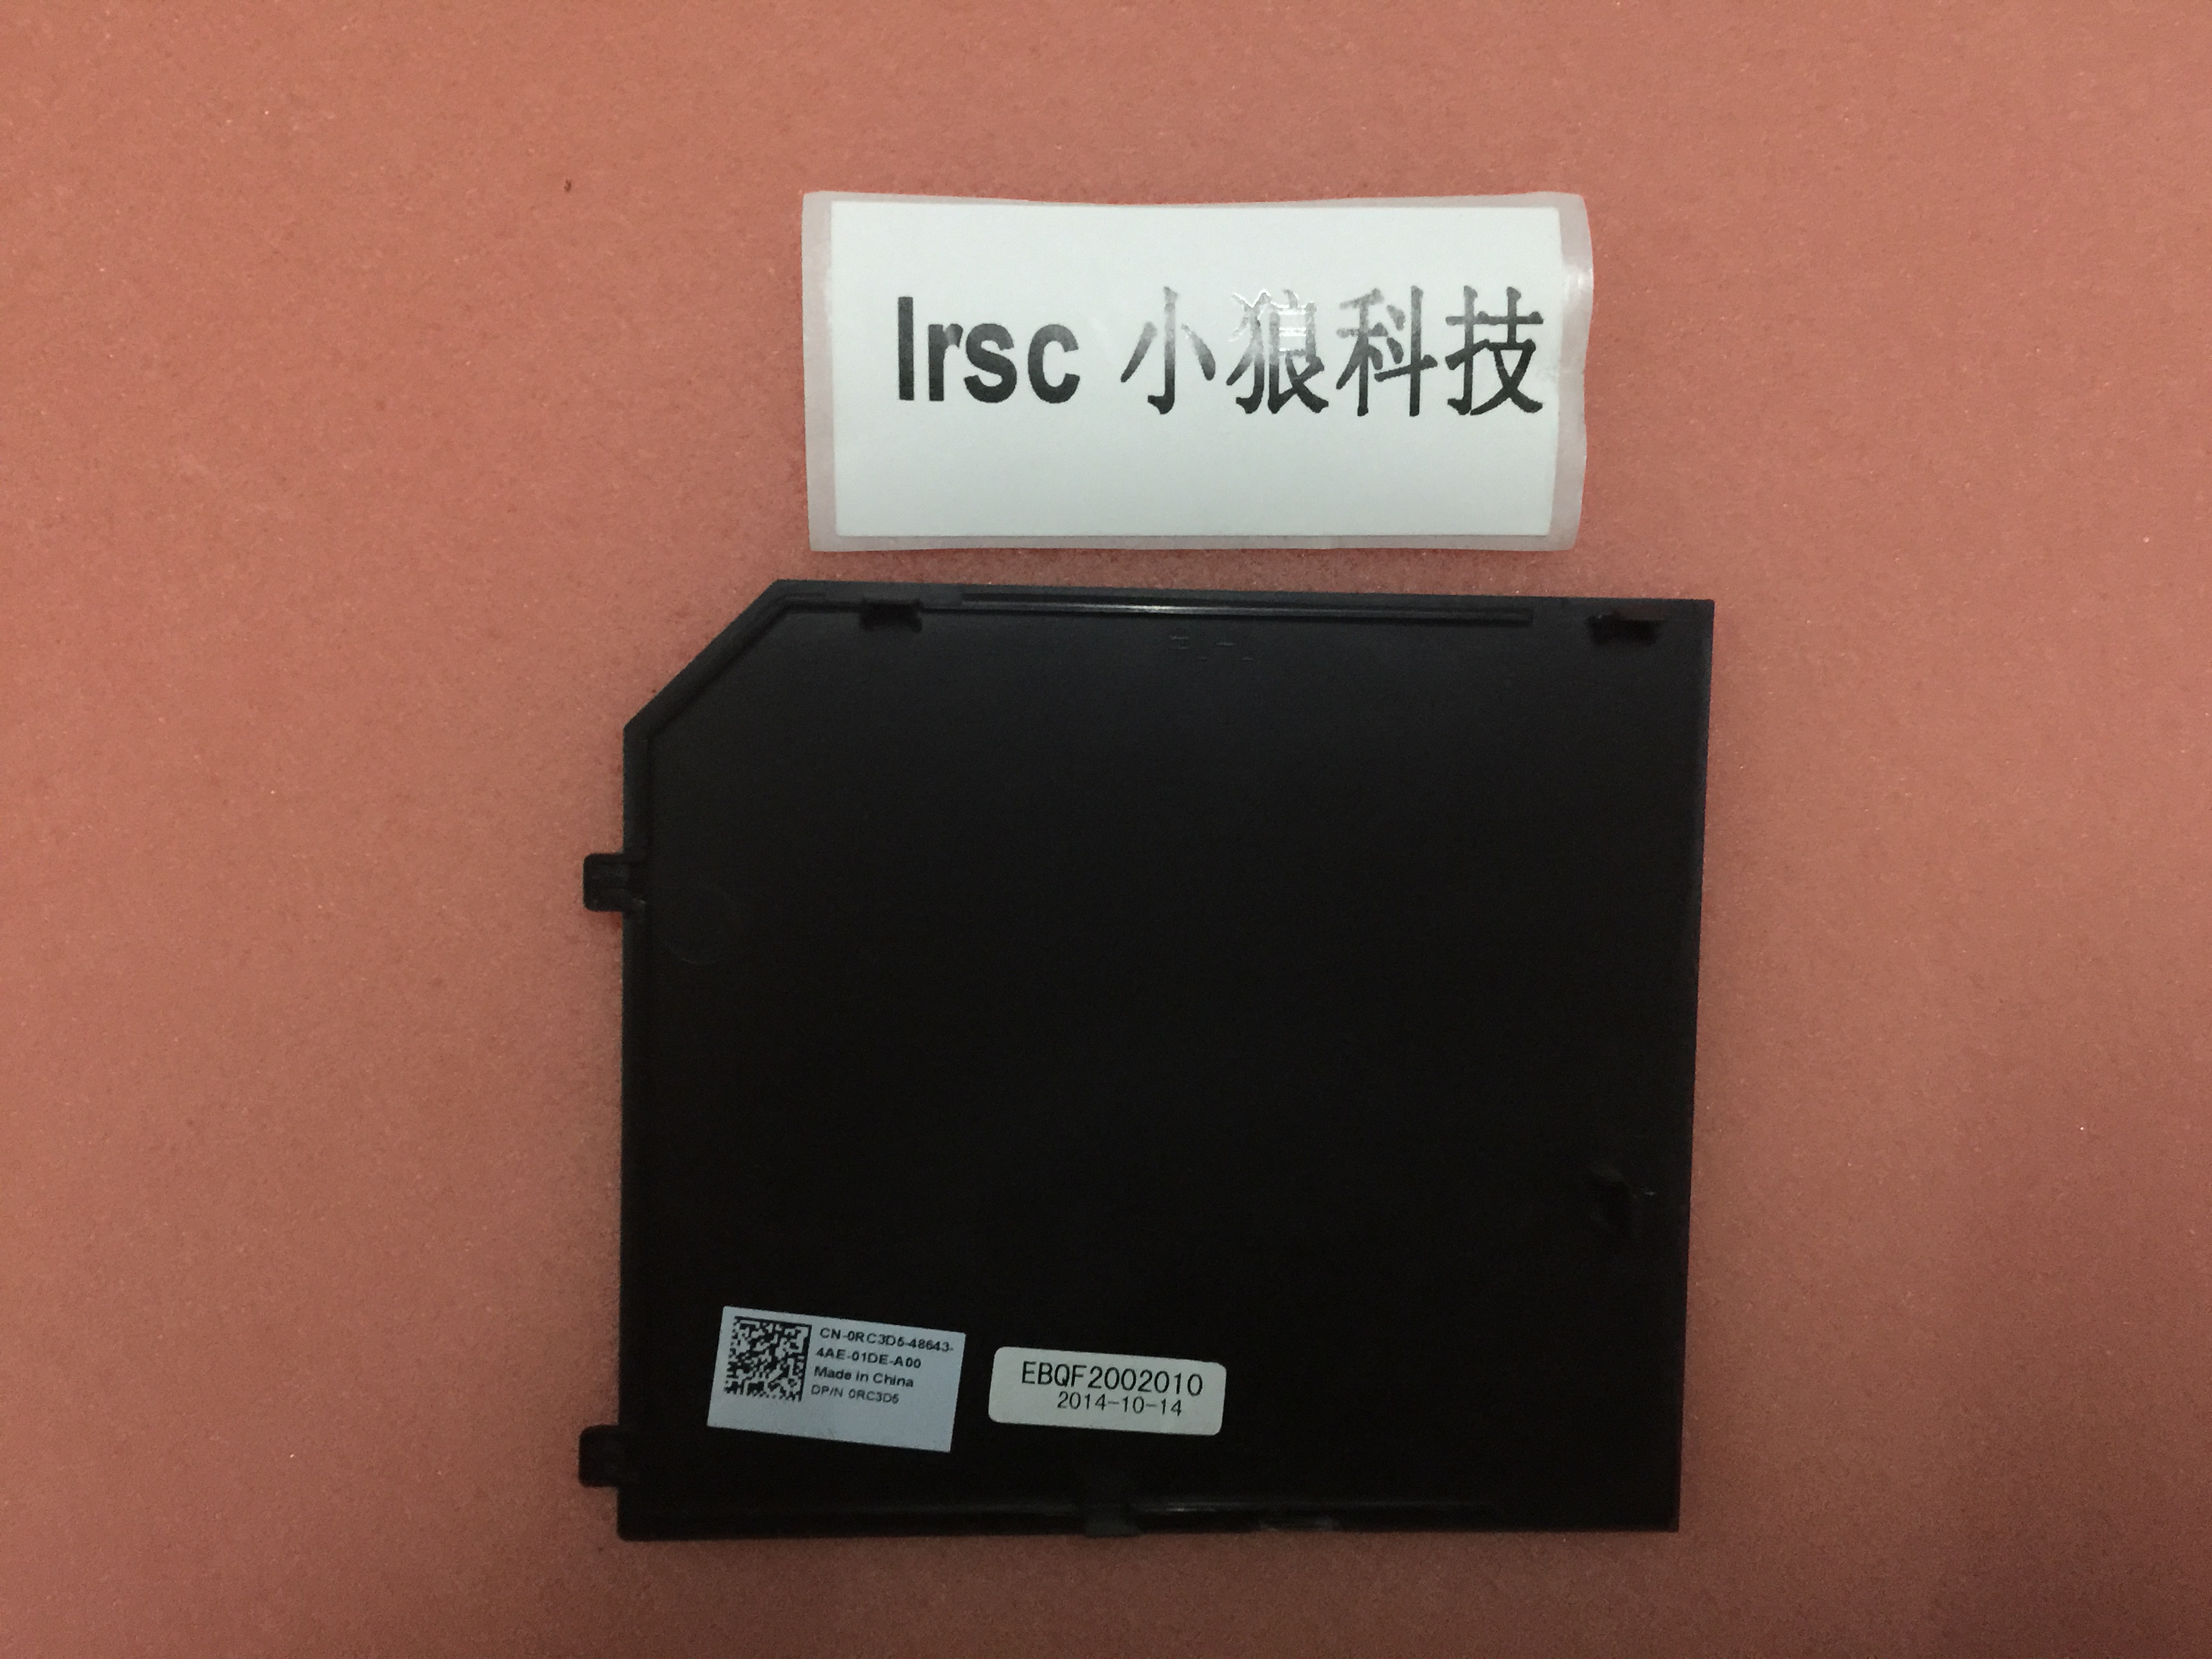 lrsc 小狼科技
CN-0RC3D5-48643-
4AE-01DE-A00
Made in China
DP/N 0RC3D5
EBQF2002010
2014-10-14